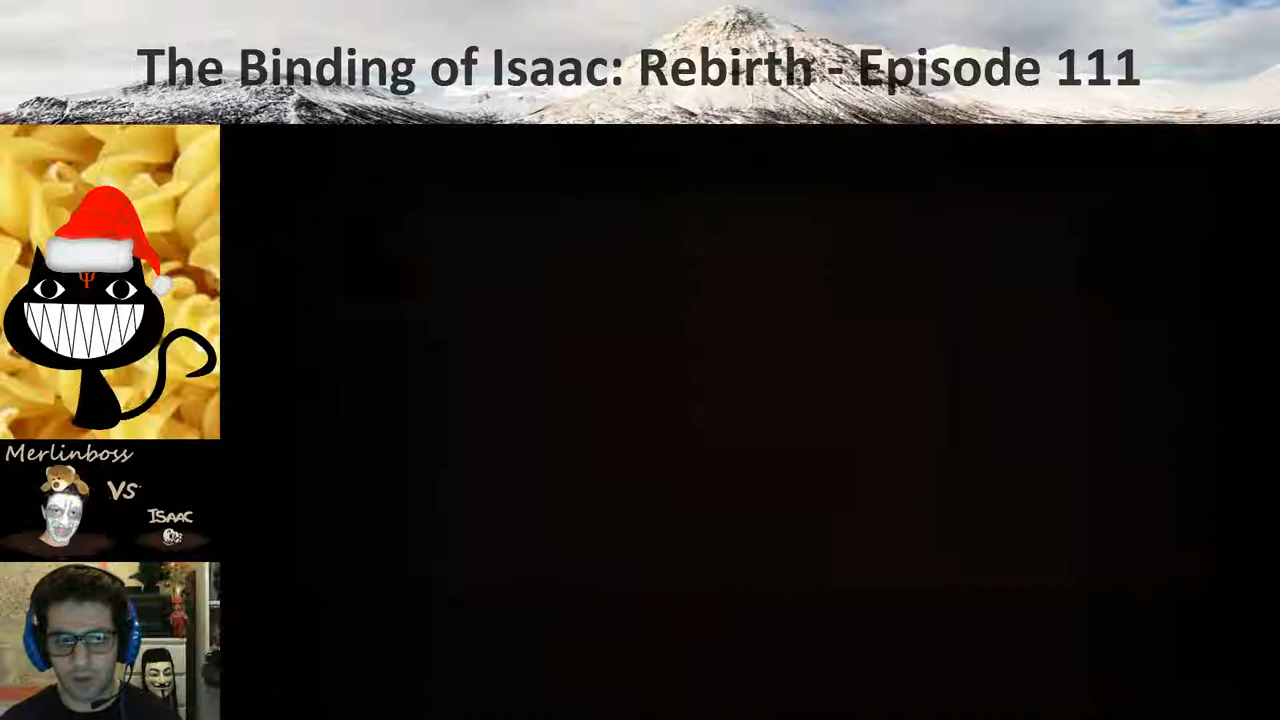 The Binding of Isaac: Rebirth - Episode 111
Ψ
Merlinboss
VS
ISAAC